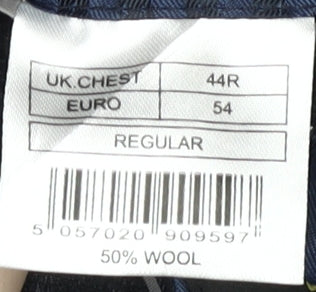 UK.CHEST 44R
EURO 54
REGULAR
5 057020 909597
50% WOOL